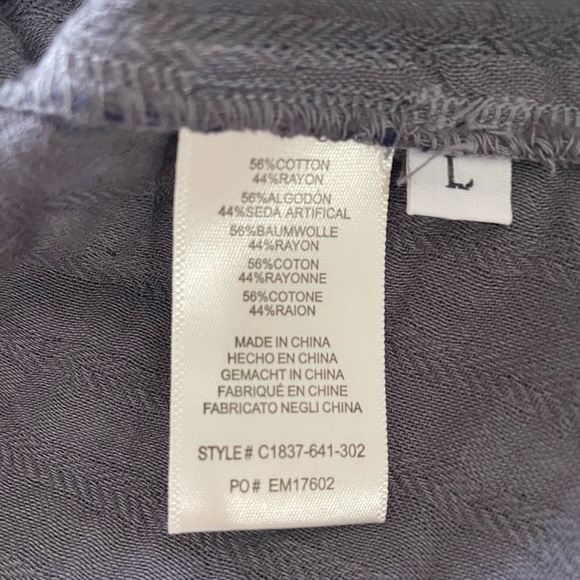 56%COTTON
44%RAYON
56%ALGODÓN
44%SEDA ARTIFICAL
56%BAUMWOLLE
44%RAYON
56%COTON
44%RAYONNE
56%COTONE
44%RAION
MADE IN CHINA
HECHO EN CHINA
GEMACHT IN CHINA
FABRIQUÉ EN CHINE
FABRICATO NEGLI CHINA
STYLE# C1837-641-302
PO# EM17602
L